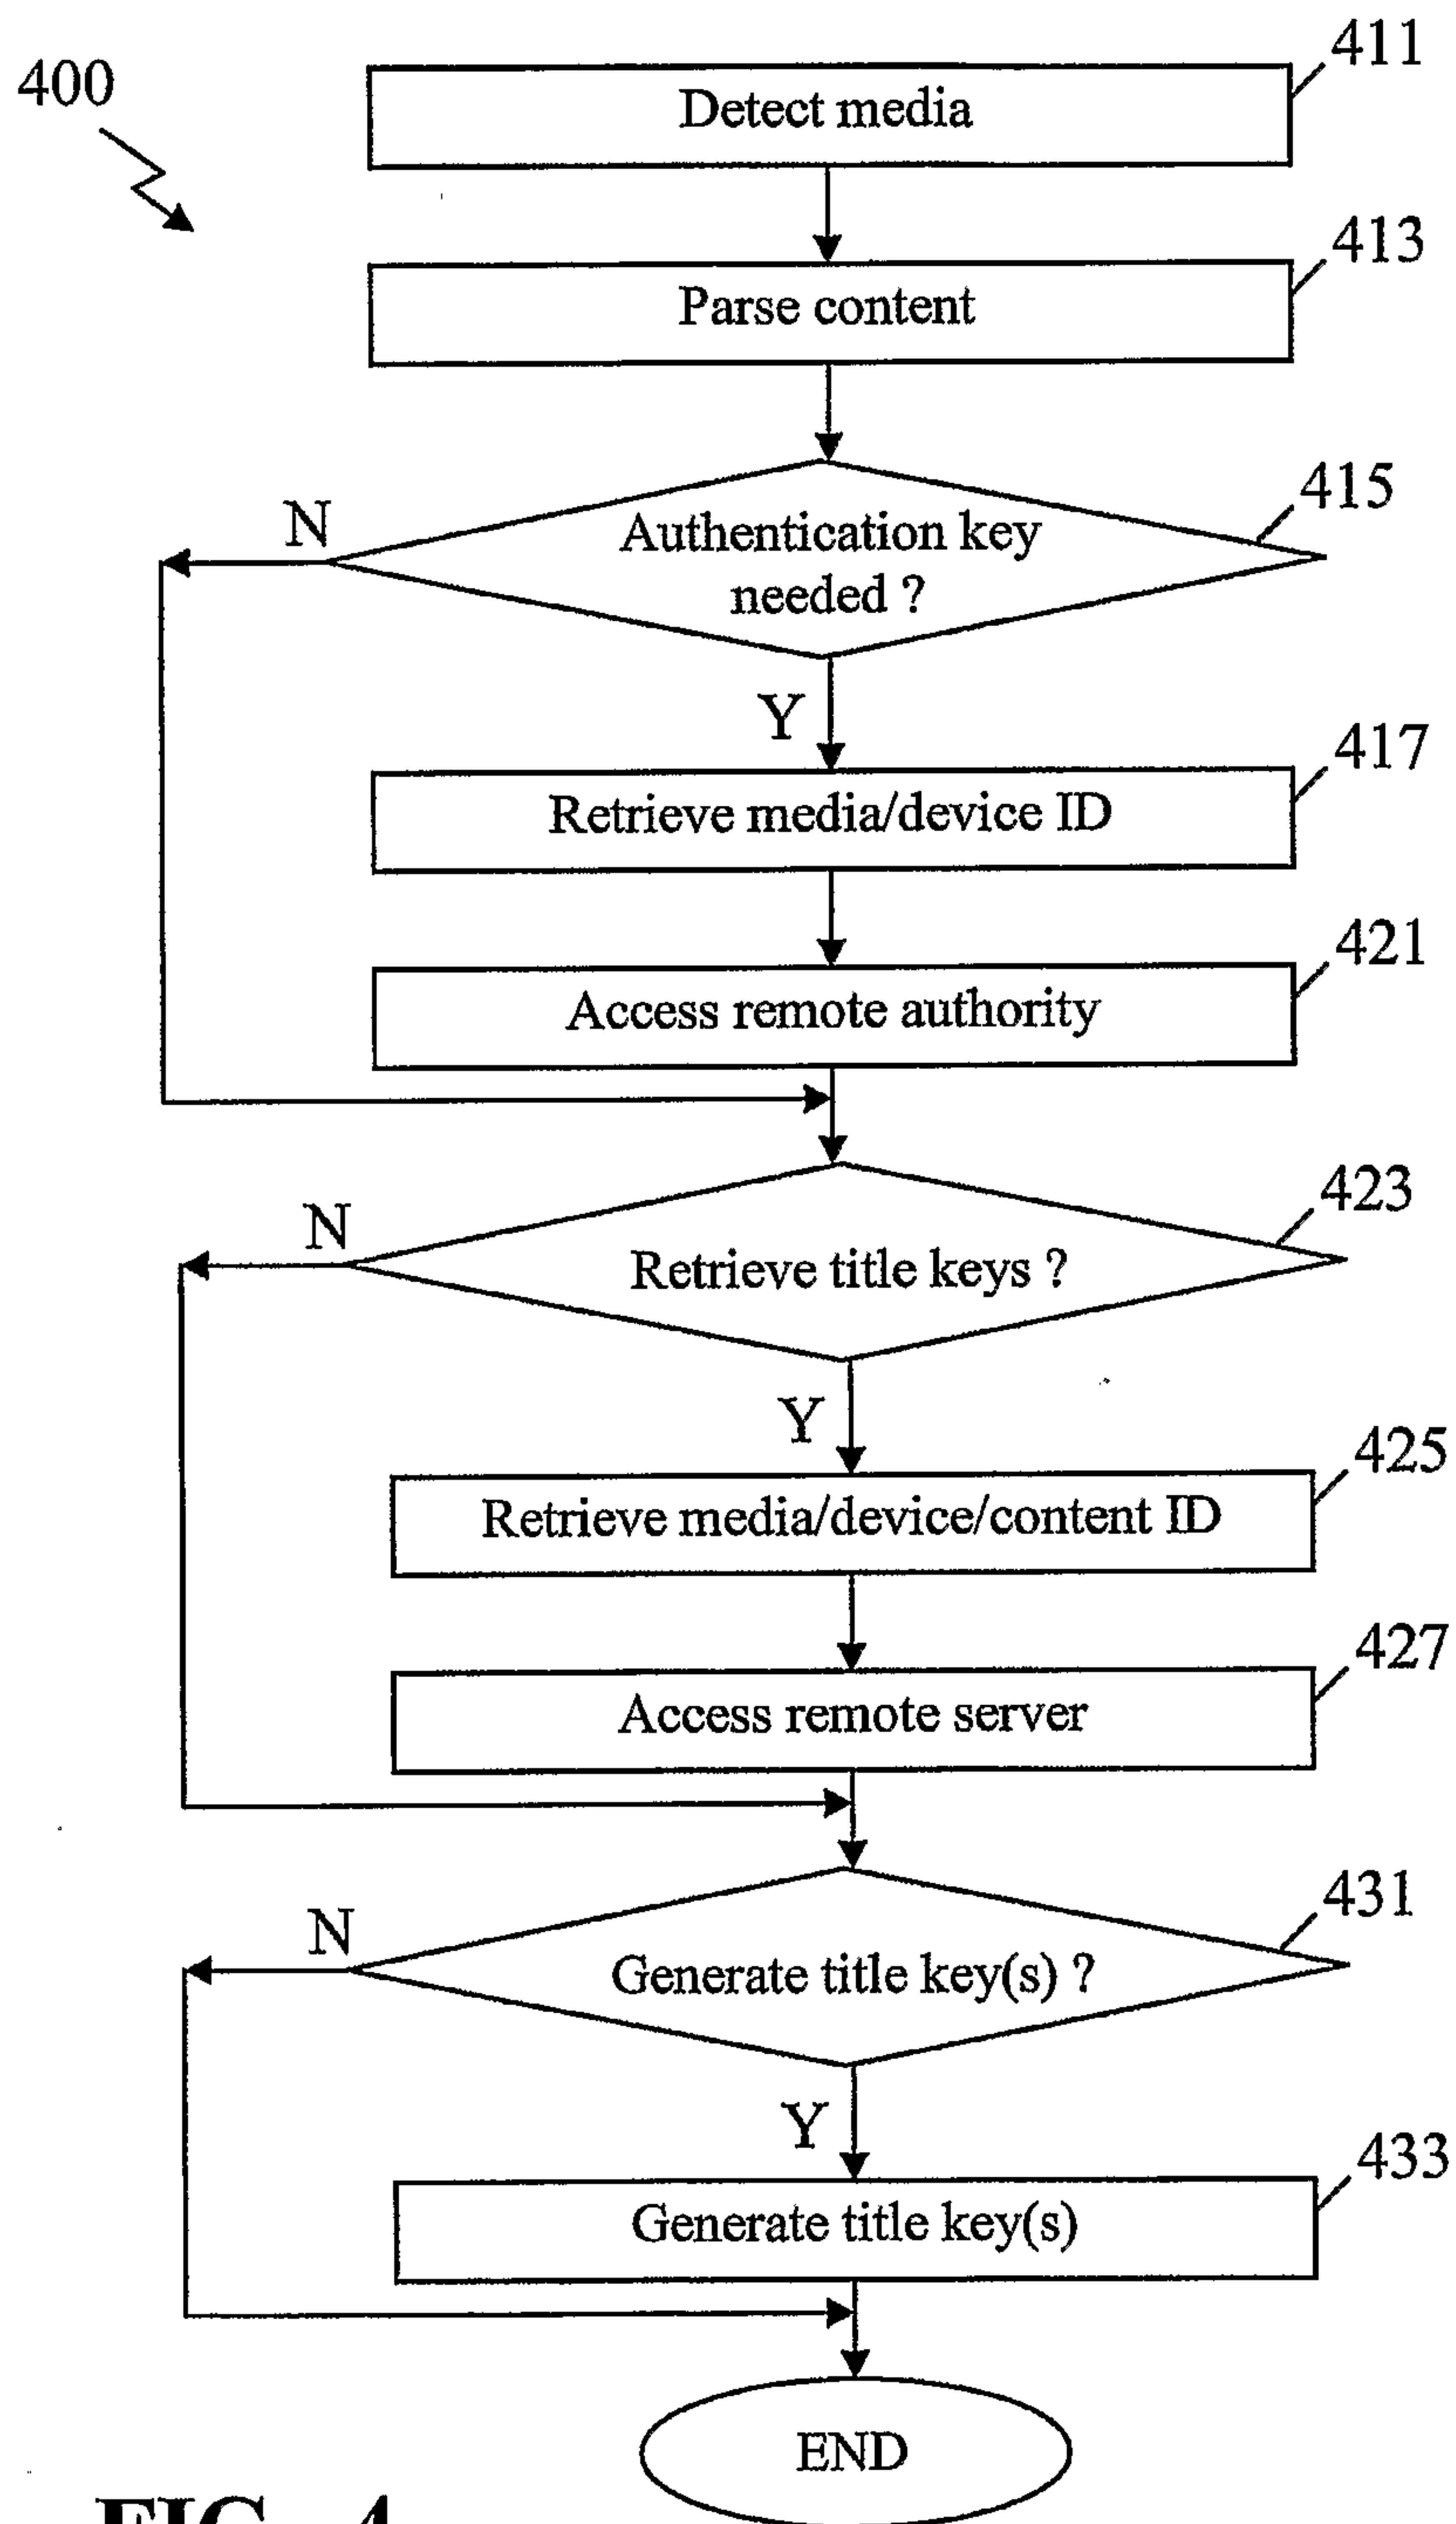 400
411
Detect media
413
Parse content
415
N
Authentication key
needed ?
Y
417
Retrieve media/device ID
421
Access remote authority
423
N
Retrieve title keys ?
Y
425
Retrieve media/device/content ID
427
Access remote server
431
N
Generate title key(s) ?
Y
433
Generate title key(s)
END
FIG. 4